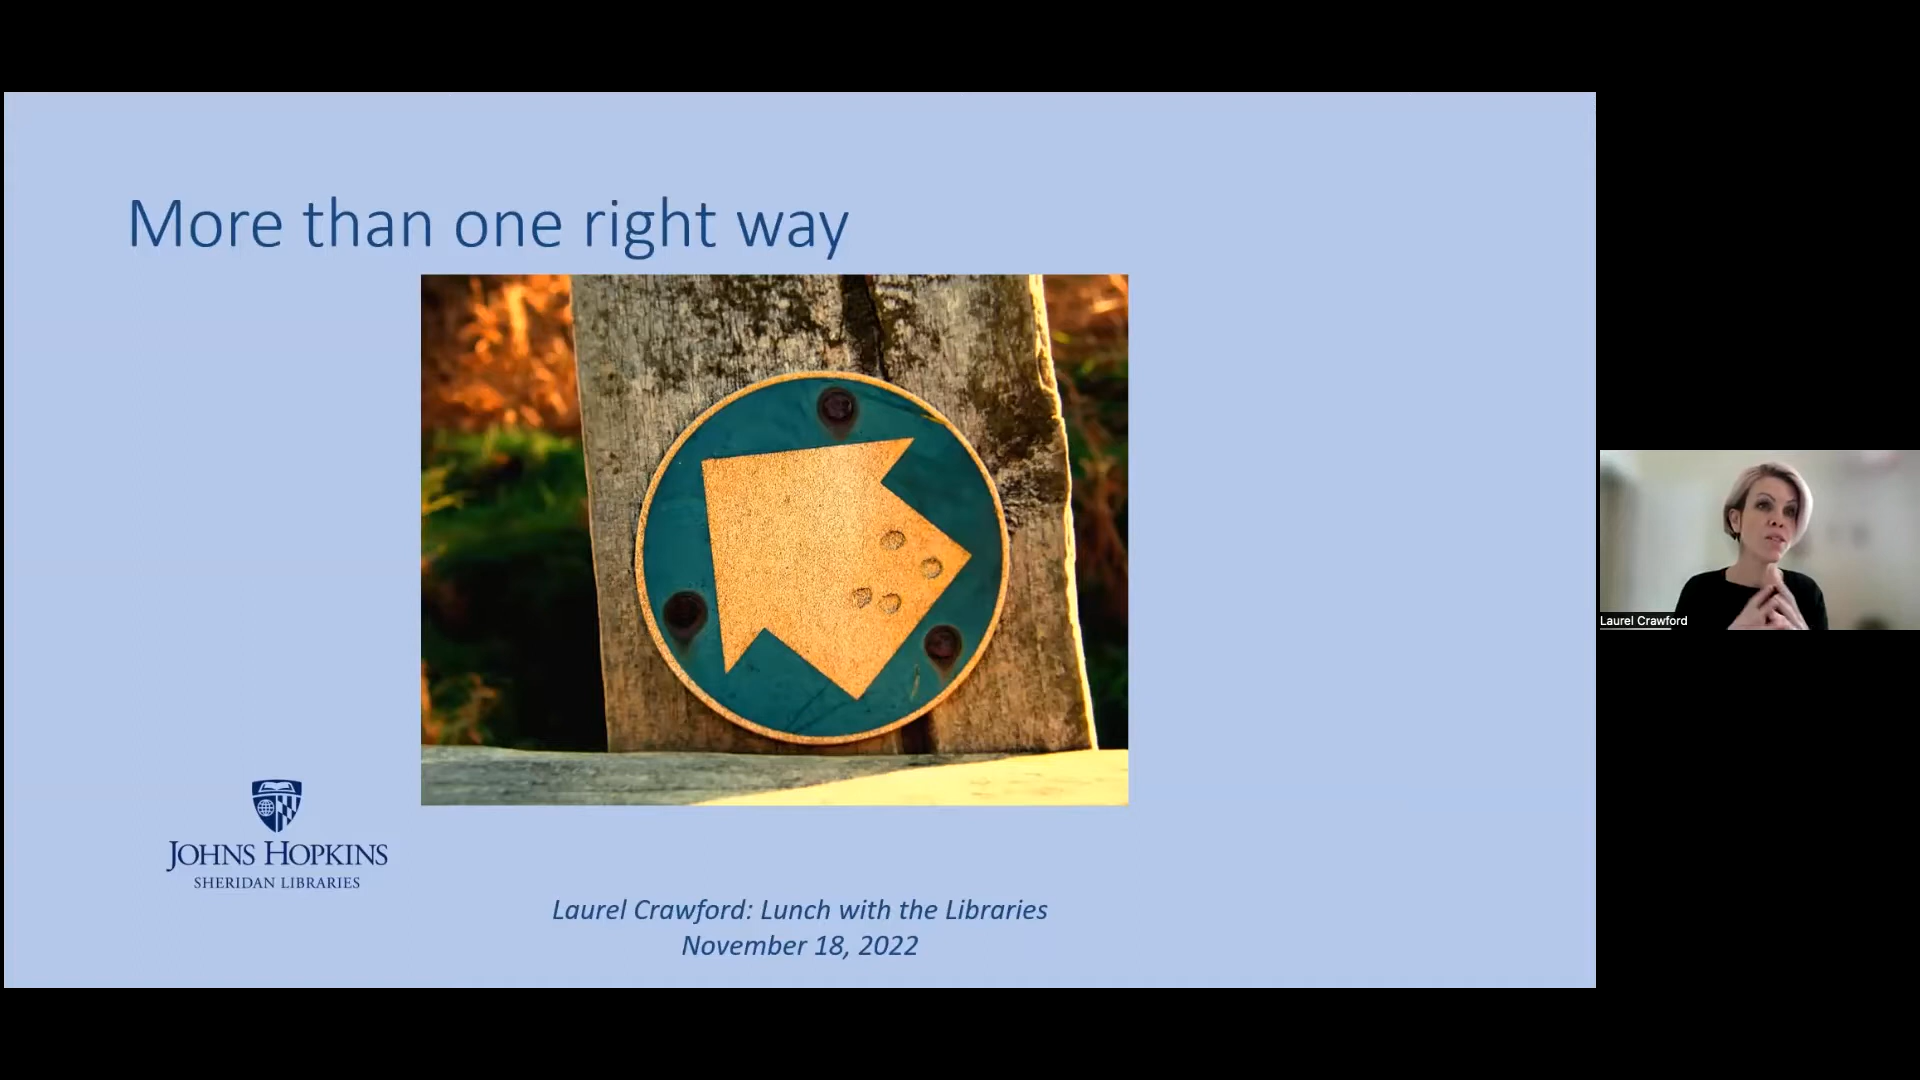 More than one right way
JOHNS HOPKINS
SHERIDAN LIBRARIES
Laurel Crawford: Lunch with the Libraries
November 18, 2022
Laurel Crawford